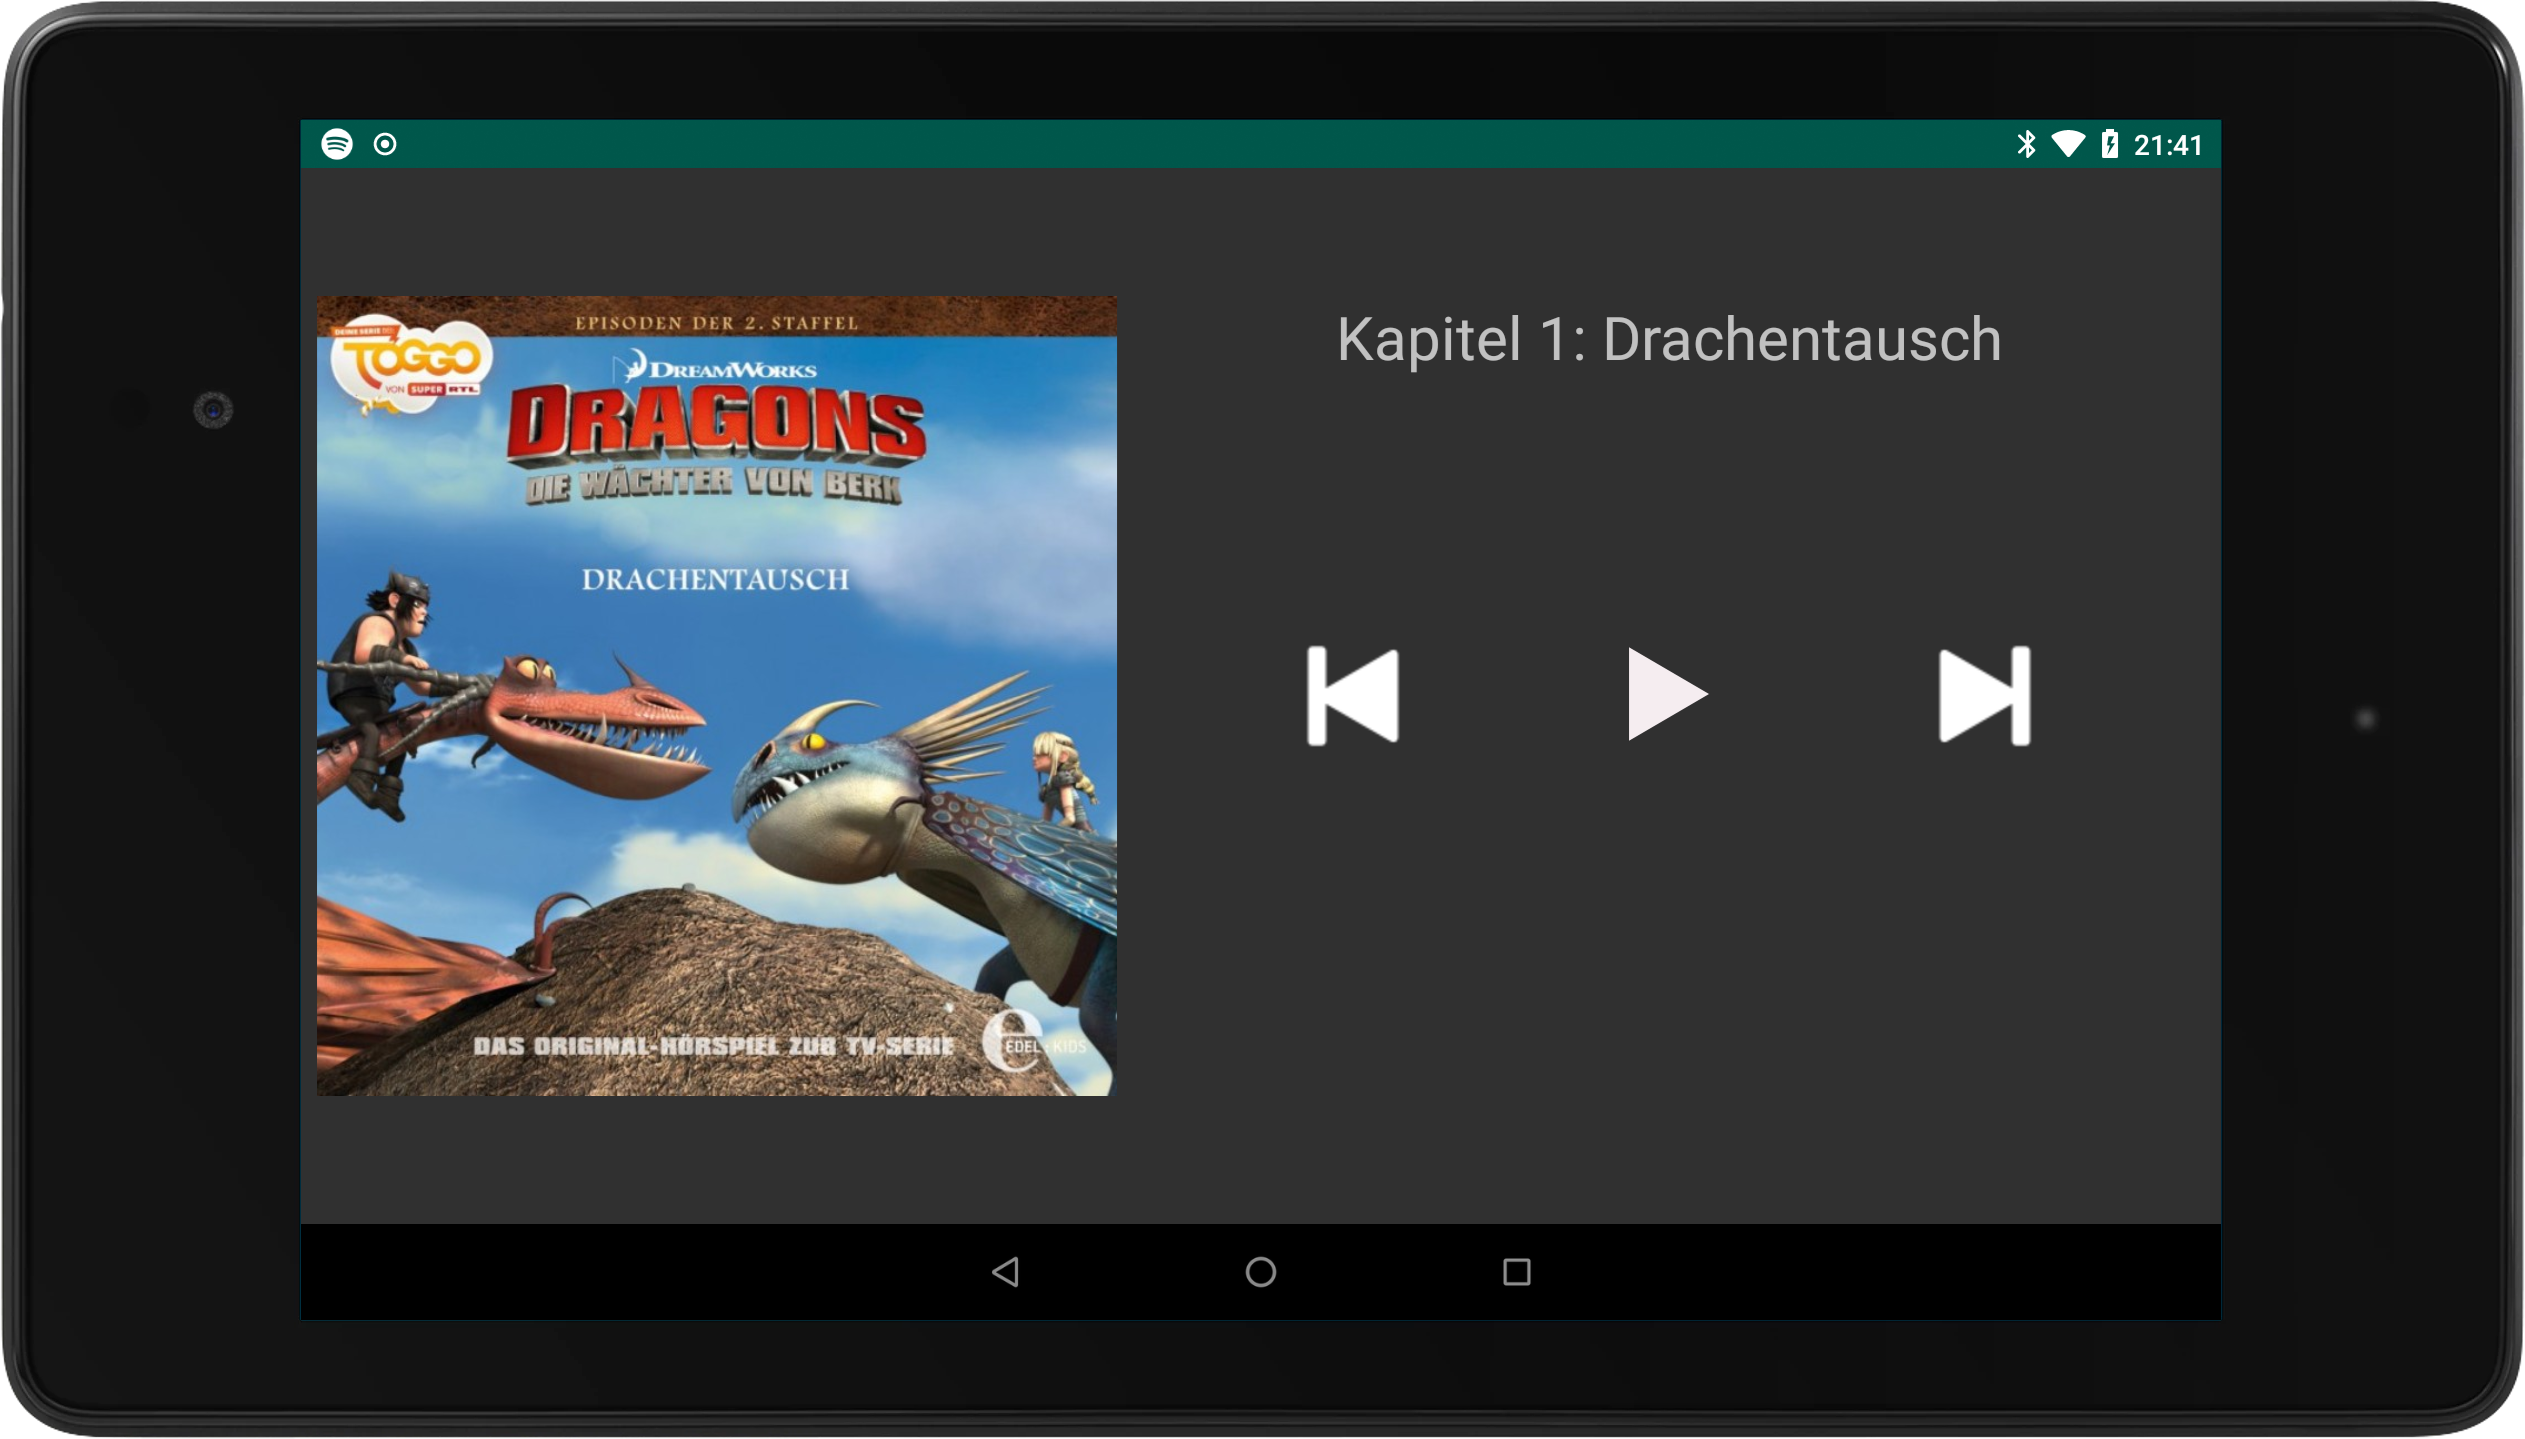 21:41
EPISODEN DER 2. STAFFEL
DEINE SERIE BEI
TOGGO
VON SUPER RTL
DREAMWORKS
DRAGONS
DIE WÄCHTER VON BERK
DRACHENTAUSCH
DAS ORIGINAL-HÖRSPIEL ZUR TV-SERIE
e
EDEL:KIDS
Kapitel 1: Drachentausch